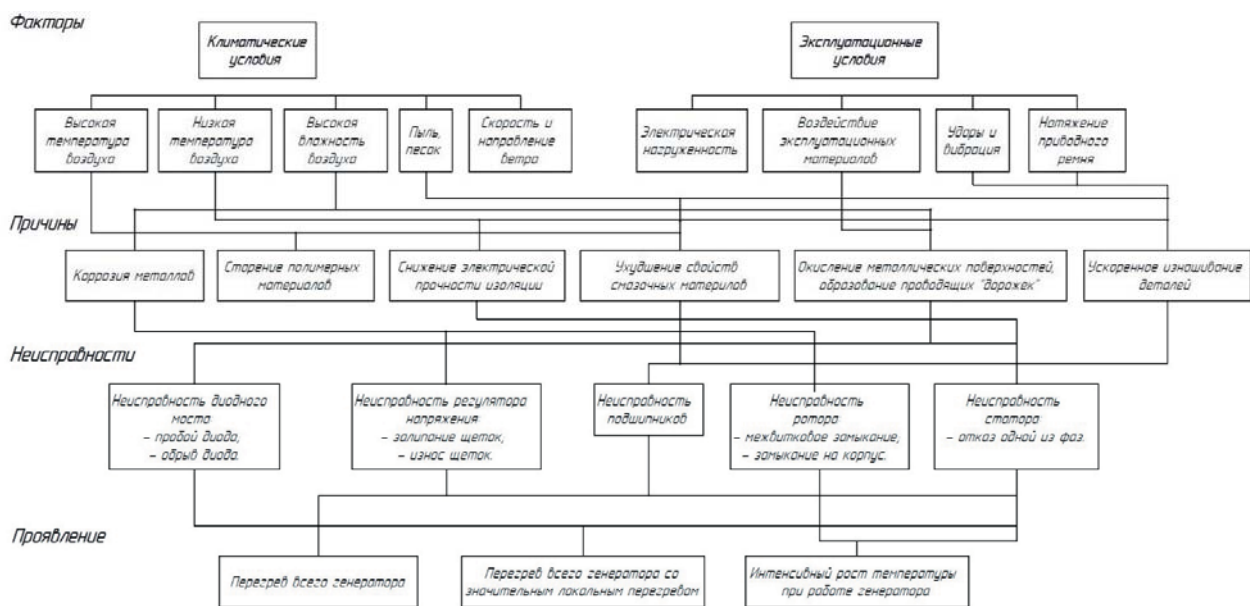 Факторы
Климатические
условия
Эксплуатационные
условия
Высокая
температура
воздуха
Низкая
температура
воздуха
Высокая
влажность
воздуха
Пыль,
песок
Скорость и
направление
ветра
Электрическая
нагруженность
Воздействие
эксплуатационных
материалов
Удары и
вибрация
Натяжение
приводного
ремня
Причины
Коррозия металлов
Старение полимерных
материалов
Снижение электрической
прочности изоляции
Ухудшение свойств
смазочных материлов
Окисление металлических поверхностей,
образование проводящих "дорожек"
Ускоренное изнашивание
деталей
Неисправности
Неисправность диодного
моста:
- пробой диода,
- обрыв диода.
Неисправность регулятора
напряжения:
- залипание щеток,
- износ щеток.
Неисправность
подшипников
Неисправность
ротора:
- межвитковое замыкание,
- замыкание на корпус.
Неисправность
статора:
- отказ одной из фаз.
Проявление
Перегрев всего генератора
Перегрев всего генератора со
значительным локальным перегревам
Интенсивный рост температуры
при работе генератора